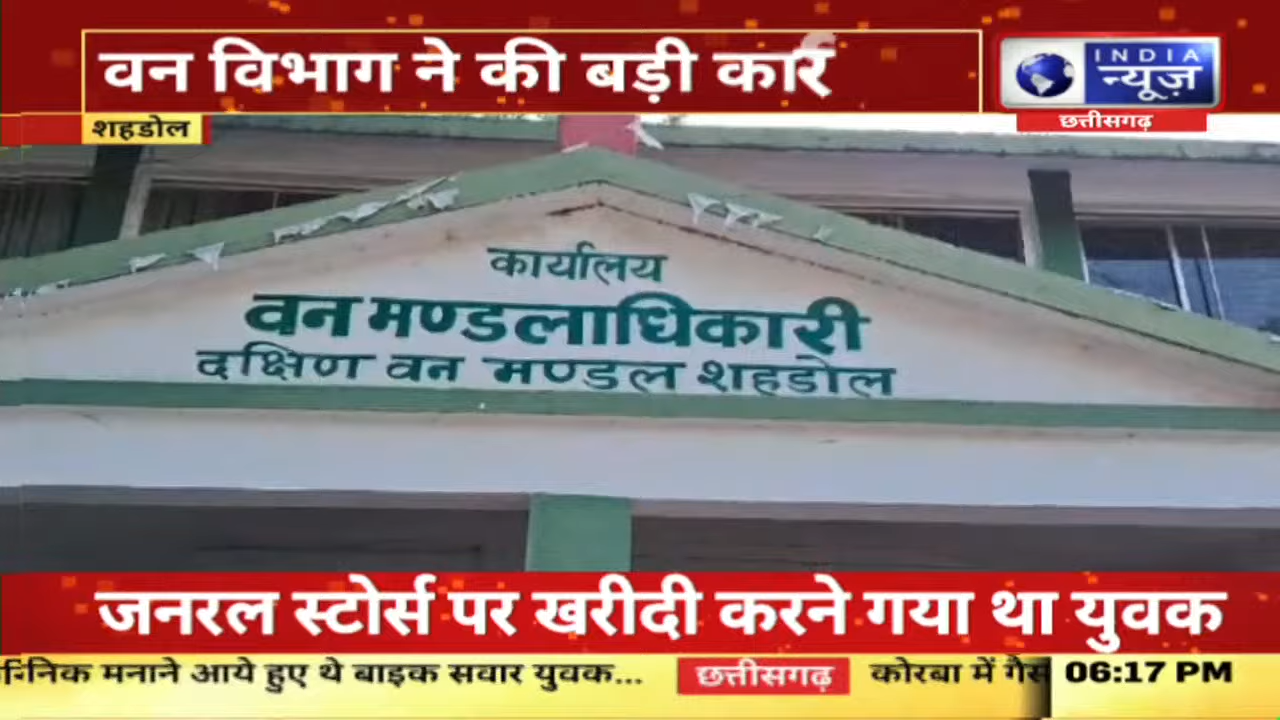 वन विभाग ने की बड़ी
INDIA
न्यूज़
छत्तीसगढ़
शहडोल
कार्यालय
वन मण्डलाधिकारी
दक्षिण वन मण्डल शहडोल
जनरल स्टोर्स पर खरीदी करने गया था युवक
मनाने आये हुए थे बाइक सवार युवक... छत्तीसगढ़ कोरबा में गैस 06:17 PM